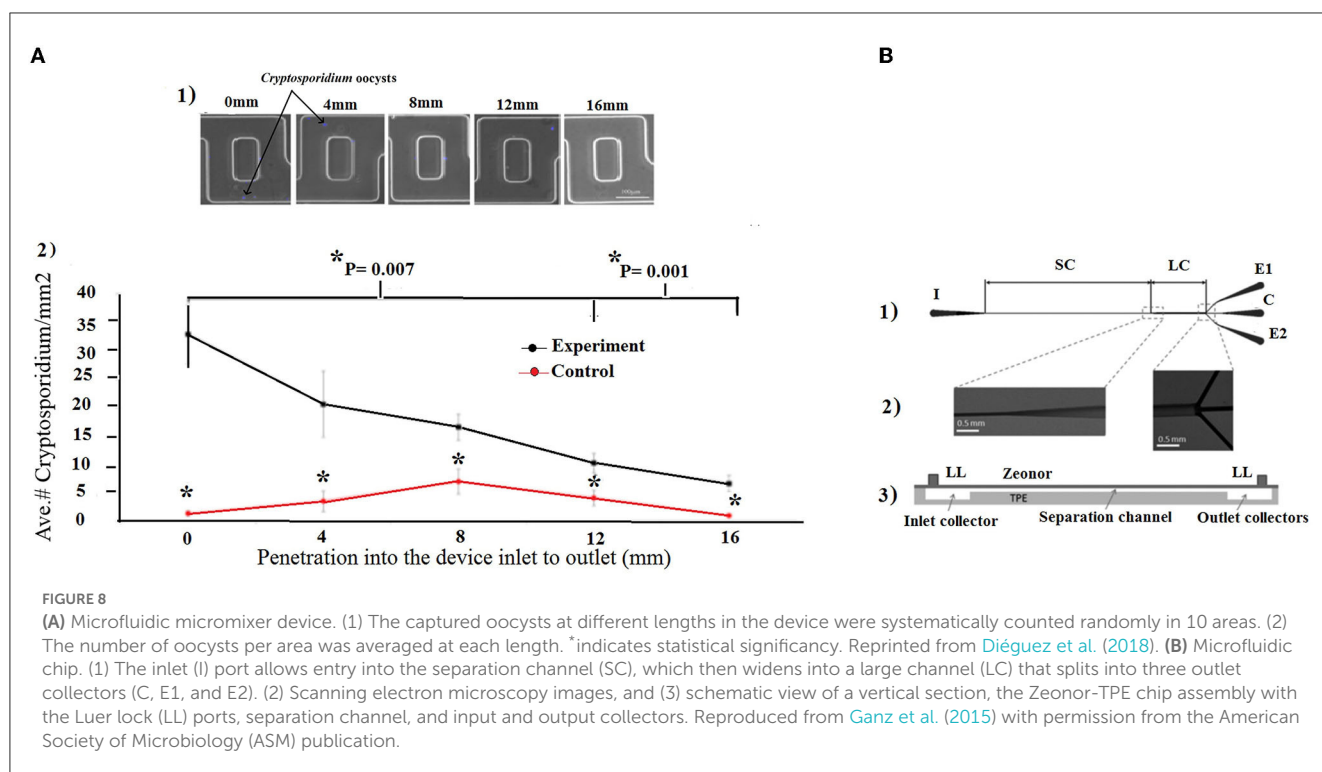 A
Cryptosporidium oocysts
1)
0mm 4mm 8mm 12mm 16mm
100µm
2)
*P= 0.007
*P= 0.001
Ave.# Cryptosporidium/mm2
40
35
30
25
20
15
10
5
0
Experiment
Control
* * * * *
0 4 8 12 16
Penetration into the device inlet to outlet (mm)
B
1)
I SC LC E1
C
E2
2)
0.5 mm
0.5 mm
3)
LL Zeonor LL
TPE
Inlet collector Separation channel Outlet collectors
FIGURE 8
(A) Microfluidic micromixer device. (1) The captured oocysts at different lengths in the device were systematically counted randomly in 10 areas. (2)
The number of oocysts per area was averaged at each length. *indicates statistical significancy. Reprinted from Diéguez et al. (2018). (B) Microfluidic
chip. (1) The inlet (I) port allows entry into the separation channel (SC), which then widens into a large channel (LC) that splits into three outlet
collectors (C, E1, and E2). (2) Scanning electron microscopy images, and (3) schematic view of a vertical section, the Zeonor-TPE chip assembly with
the Luer lock (LL) ports, separation channel, and input and output collectors. Reproduced from Ganz et al. (2015) with permission from the American
Society of Microbiology (ASM) publication.